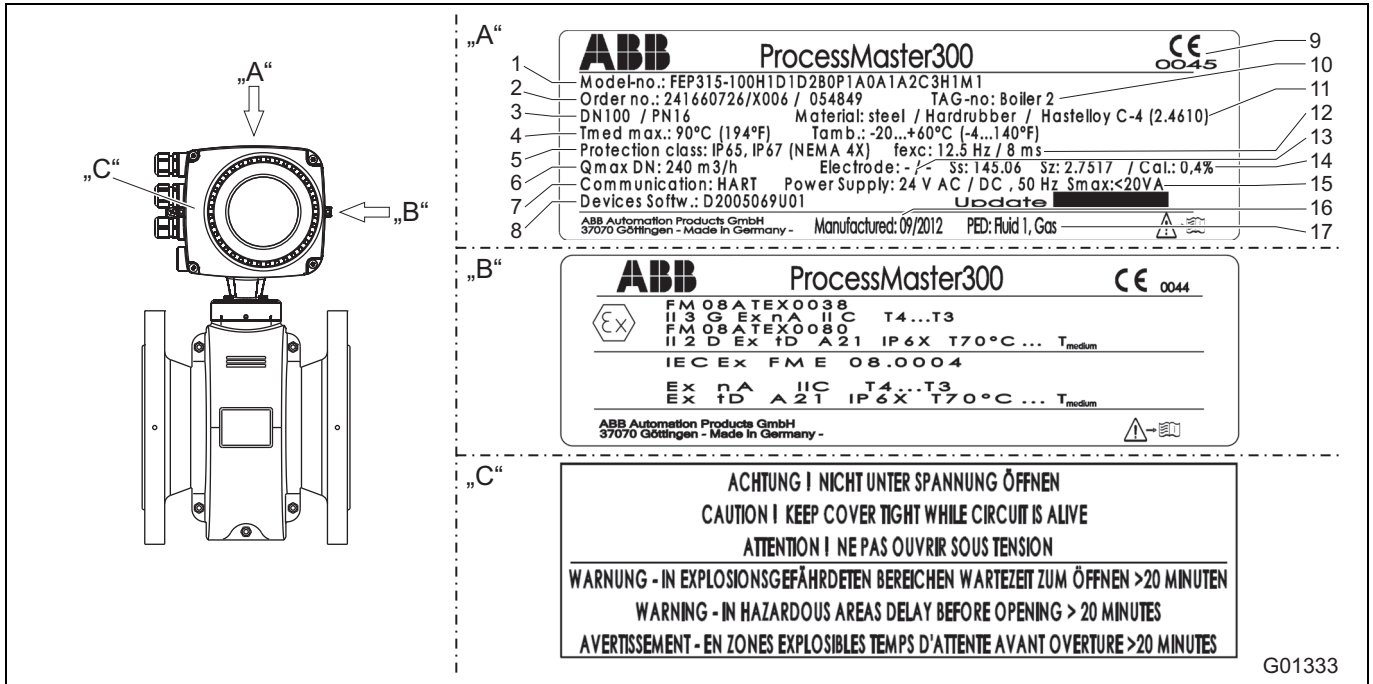 „A“
„C“
„B“
„A“
ABB ProcessMaster300 CE 0045
Model-no.: FEP315-100H1D1D2B0P1A0A1A2C3H1M1
Order no.: 241660726/X006 / 054849 TAG-no: Boiler 2
DN100 / PN16 Material: steel / Hardrubber / Hastelloy C-4 (2.4610)
Tmed max.: 90°C (194°F) Tamb.: -20...+60°C (-4...140°F)
Protection class: IP65, IP67 (NEMA 4X) fexc: 12.5 Hz / 8 ms
Qmax DN: 240 m3/h Electrode: - / - Ss: 145.06 Sz: 2.7517 / Cal.: 0,4%
Communication: HART Power Supply: 24 V AC / DC , 50 Hz Smax:<20VA
Devices Softw.: D2005069U01 Update
ABB Automation Products GmbH
37070 Göttingen - Made in Germany - Manufactured: 09/2012 PED: Fluid 1, Gas
1
2
3
4
5
6
7
8
9
10
11
12
13
14
15
16
17
„B“
ABB ProcessMaster300 CE 0044
Ex
FM 08ATEX0038
II 3 G Ex nA IIC T4...T3
FM 08ATEX0080
II 2 D Ex tD A21 IP6X T70°C ... Tmedium
IECEx FME 08.0004
Ex nA IIC T4...T3
Ex tD A21 IP6X T70°C ... Tmedium
ABB Automation Products GmbH
37070 Göttingen - Made in Germany -
„C“
ACHTUNG ! NICHT UNTER SPANNUNG ÖFFNEN
CAUTION ! KEEP COVER TIGHT WHILE CIRCUIT IS ALIVE
ATTENTION ! NE PAS OUVRIR SOUS TENSION
WARNUNG - IN EXPLOSIONSGEFÄHRDETEN BEREICHEN WARTEZEIT ZUM ÖFFNEN >20 MINUTEN
WARNING - IN HAZARDOUS AREAS DELAY BEFORE OPENING > 20 MINUTES
AVERTISSEMENT - EN ZONES EXPLOSIBLES TEMPS D'ATTENTE AVANT OVERTURE >20 MINUTES
G01333